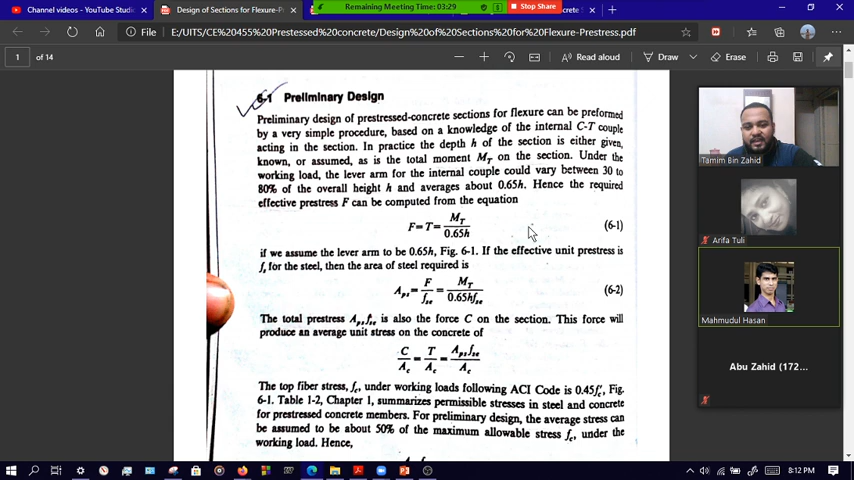 Channel videos - YouTube Studio
Design of Sections for Flexure-P
Remaining Meeting Time: 03:29
Stop Share
File
E:/UITS/CE%20455%20Prestessed%20concrete/Design%20of%20Sections%20for%20Flexure-Prestress.pdf
1 of 14
Read aloud
Draw
Erase
6-1 Preliminary Design
Preliminary design of prestressed-concrete sections for flexure can be preformed
by a very simple procedure, based on a knowledge of the internal C-T couple
acting in the section. In practice the depth h of the section is either given,
known, or assumed, as is the total moment M_T on the section. Under the
working load, the lever arm for the internal couple could vary between 30 to
80% of the overall height h and averages about 0.65h. Hence the required
effective prestress F can be computed from the equation
F = T = M_T / 0.65h (6-1)
if we assume the lever arm to be 0.65h, Fig. 6-1. If the effective unit prestress is
f_se for the steel, then the area of steel required is
A_ps = F / f_se = M_T / 0.65hf_se (6-2)
The total prestress A_ps f_se is also the force C on the section. This force will
produce an average unit stress on the concrete of
C / A_c = T / A_c = A_ps f_se / A_c
The top fiber stress, f_c, under working loads following ACI Code is 0.45f'_c, Fig.
6-1. Table 1-2, Chapter 1, summarizes permissible stresses in steel and concrete
for prestressed concrete members. For preliminary design, the average stress can
be assumed to be about 50% of the maximum allowable stress f_c, under the
working load. Hence,
Tamim Bin Zahid
Arifa Tuli
Mahmudul Hasan
Abu Zahid (172...
8:12 PM